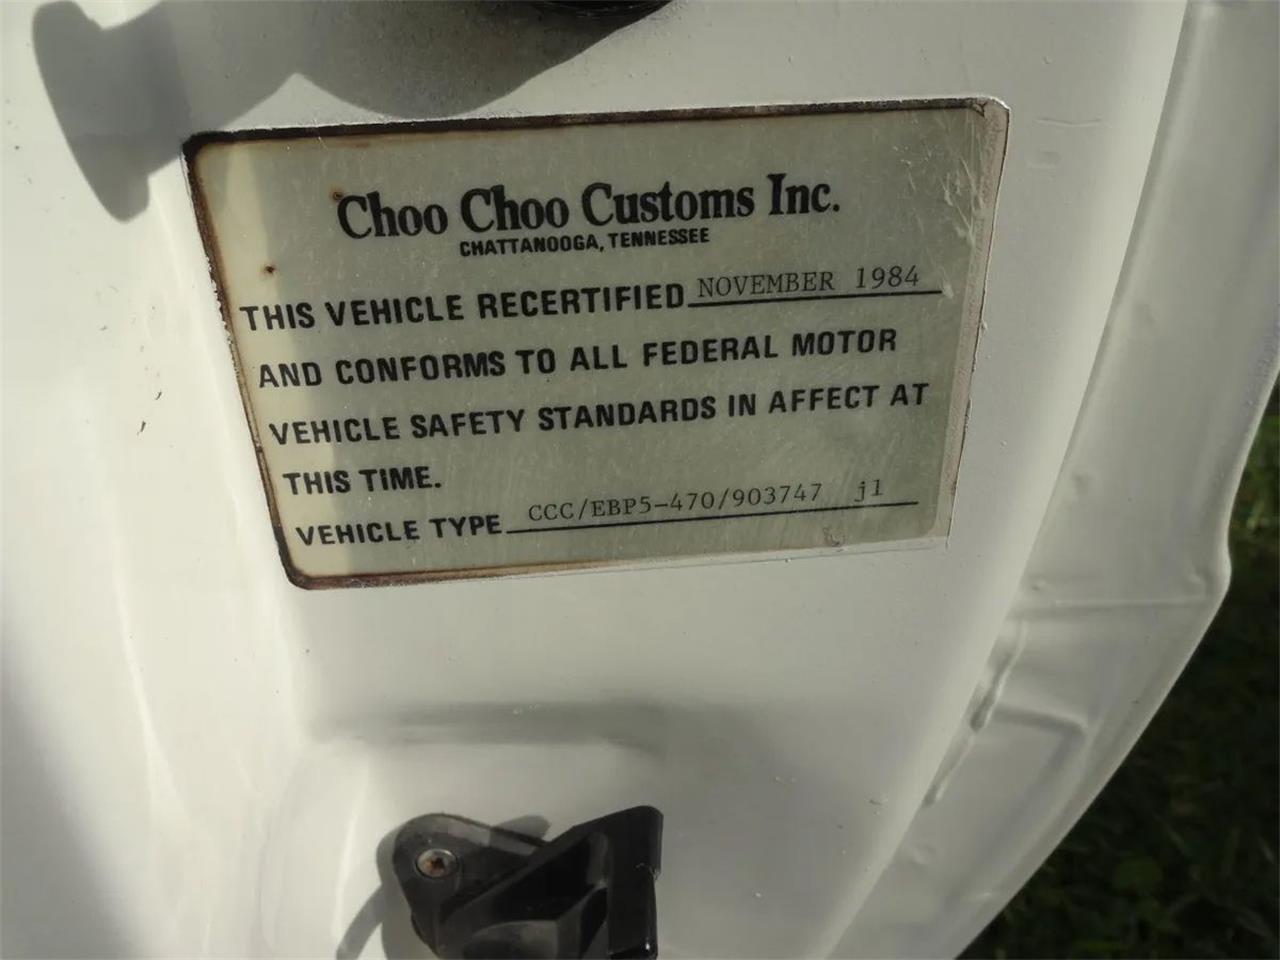 Choo Choo Customs Inc.
CHATTANOOGA, TENNESSEE
THIS VEHICLE RECERTIFIED NOVEMBER 1984
AND CONFORMS TO ALL FEDERAL MOTOR
VEHICLE SAFETY STANDARDS IN AFFECT AT
THIS TIME.
VEHICLE TYPE CCC/EBP5-470/903747 jl